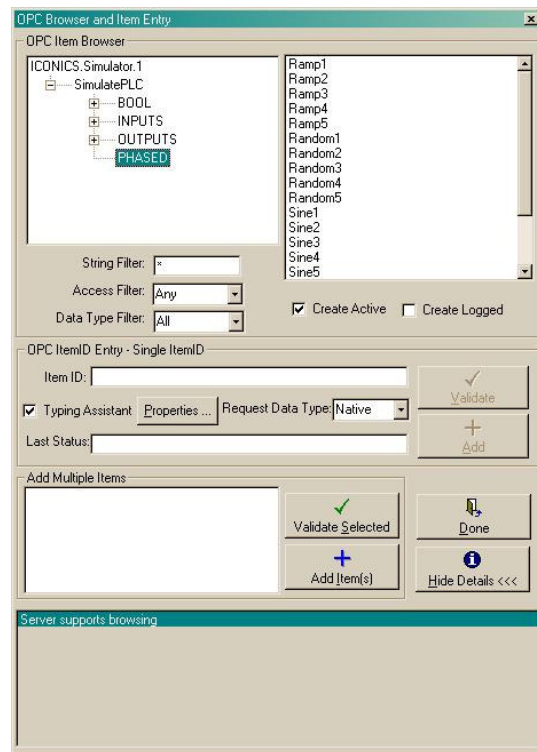 OPC Browser and Item Entry
OPC Item Browser
ICONICS.Simulator.1
SimulatePLC
BOOL
INPUTS
OUTPUTS
PHASED
Ramp1
Ramp2
Ramp3
Ramp4
Ramp5
Random1
Random2
Random3
Random4
Random5
Sine1
Sine2
Sine3
Sine4
Sine5
String Filter: *
Access Filter: Any
Data Type Filter: All
Create Active Create Logged
OPC ItemID Entry - Single ItemID
Item ID:
Validate
Typing Assistant Properties ... Request Data Type: Native
Add
Last Status:
Add Multiple Items
Validate Selected
Done
Add Item(s)
Hide Details <<<
Server supports browsing